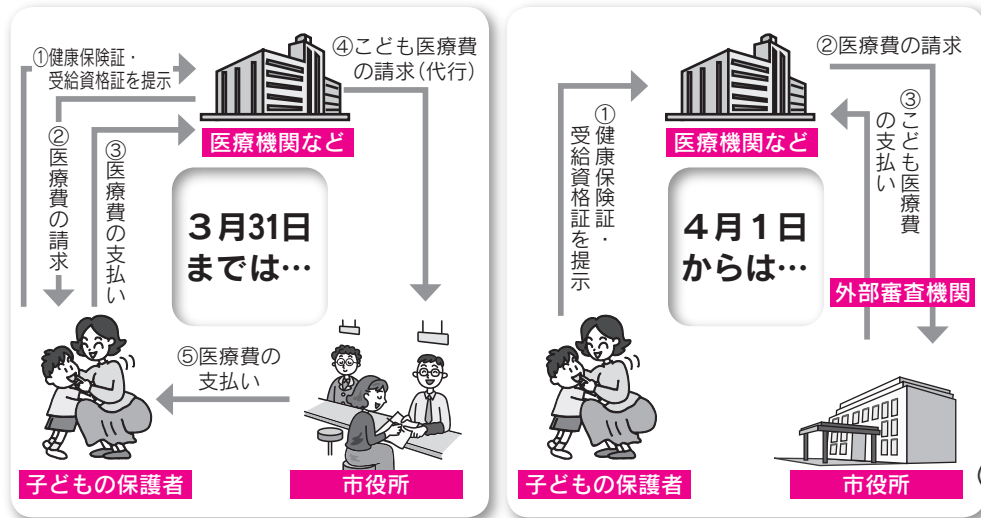 ①健康保険証・
受給資格証を提示
④こども医療費
の請求(代行)
医療機関など
②医療費の請求
③医療費の支払い
3月31日
までは…
⑤医療費の
支払い
子どもの保護者
市役所
②医療費の請求
医療機関など
①健康保険証・
受給資格証を提示
③こども医療費
の支払い
4月1日
からは…
外部審査機関
子どもの保護者
市役所